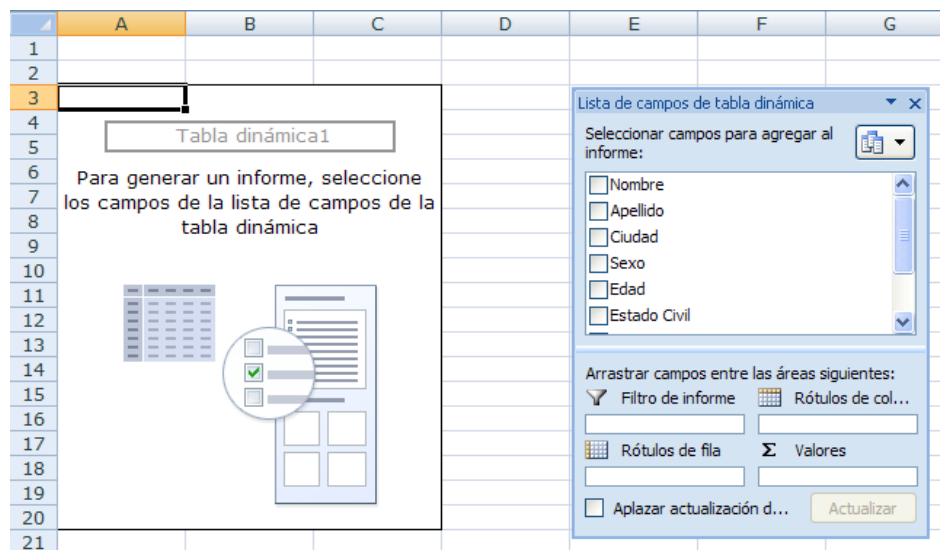 A B C D E F G
1
2
3
4
5
6
7
8
9
10
11
12
13
14
15
16
17
18
19
20
21
Tabla dinámica1
Para generar un informe, seleccione
los campos de la lista de campos de la
tabla dinámica
Lista de campos de tabla dinámica
Seleccionar campos para agregar al
informe:
Nombre
Apellido
Ciudad
Sexo
Edad
Estado Civil
Arrastrar campos entre las áreas siguientes:
Filtro de informe Rótulos de col...
Rótulos de fila Σ Valores
Aplazar actualización d... Actualizar